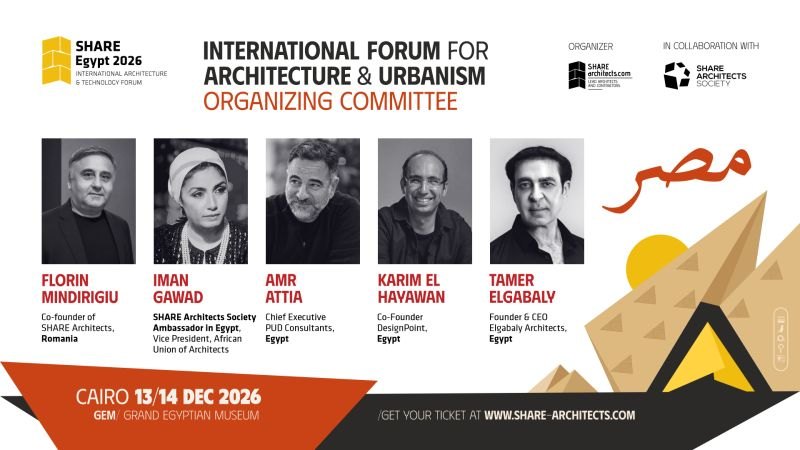 SHARE
Egypt 2026
INTERNATIONAL ARCHITECTURE
& TECHNOLOGY FORUM
INTERNATIONAL FORUM FOR
ARCHITECTURE & URBANISM
ORGANIZING COMMITTEE
ORGANIZER
SHARE
architects.com
LEAD ARCHITECTS
AND CONTRACTORS
IN COLLABORATION WITH
SHARE
ARCHITECTS
SOCIETY
مصر
FLORIN
MINDIRIGIU
Co-founder of
SHARE Architects,
Romania
IMAN
GAWAD
SHARE Architects Society
Ambassador in Egypt,
Vice President, African
Union of Architects
AMR
ATTIA
Chief Executive
PUD Consultants,
Egypt
KARIM EL
HAYAWAN
Co-Founder
DesignPoint,
Egypt
TAMER
ELGABALY
Founder & CEO
Elgabaly Architects,
Egypt
CAIRO 13/14 DEC 2026
GEM/ GRAND EGYPTIAN MUSEUM
/GET YOUR TICKET AT WWW.SHARE-ARCHITECTS.COM